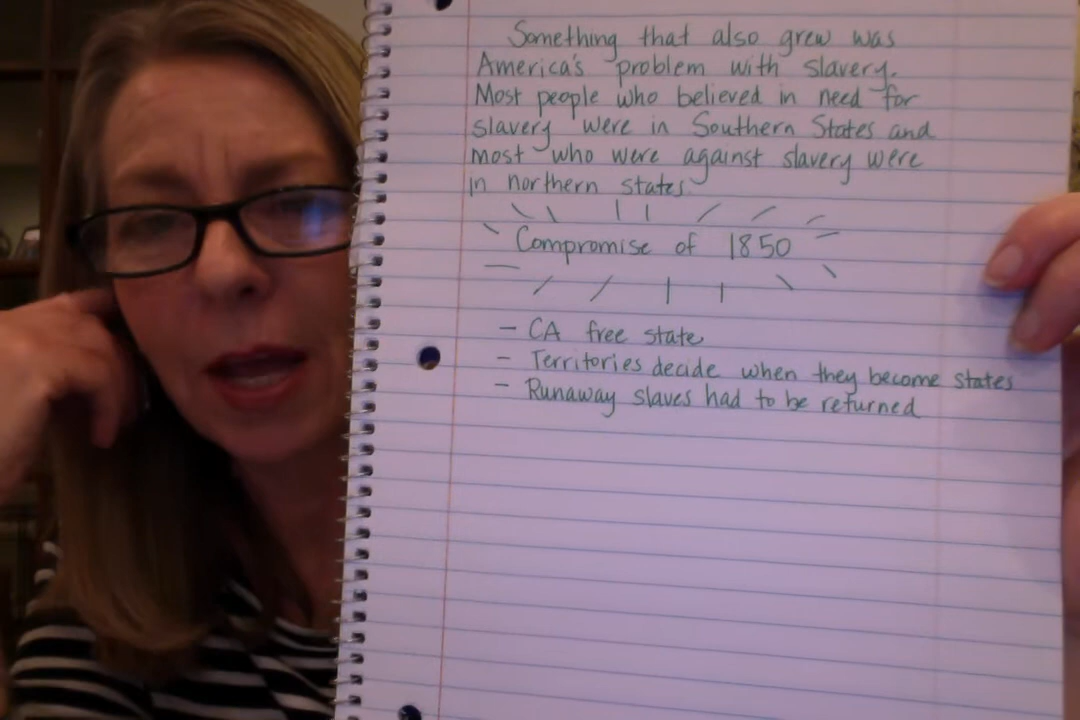 Something that also grew was
America's problem with slavery.
Most people who believed in need for
slavery were in Southern States and
most who were against slavery were
in northern states
Compromise of 1850
- CA free state
- Territories decide when they become states
- Runaway slaves had to be returned